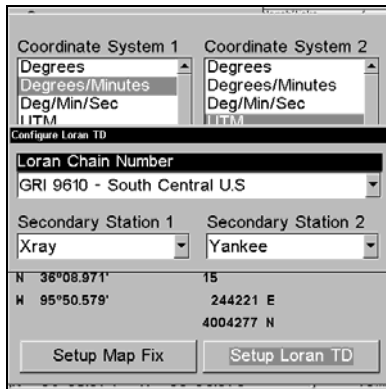 Coordinate System 1 Coordinate System 2
Degrees Degrees
Degrees/Minutes Degrees/Minutes
Deg/Min/Sec Deg/Min/Sec
UTM UTM
Configure Loran TD
Loran Chain Number
GRI 9610 - South Central U.S
Secondary Station 1 Secondary Station 2
Xray Yankee
N 36°08.971' 15
W 95°50.579' 244221 E
4004277 N
Setup Map Fix Setup Loran TD